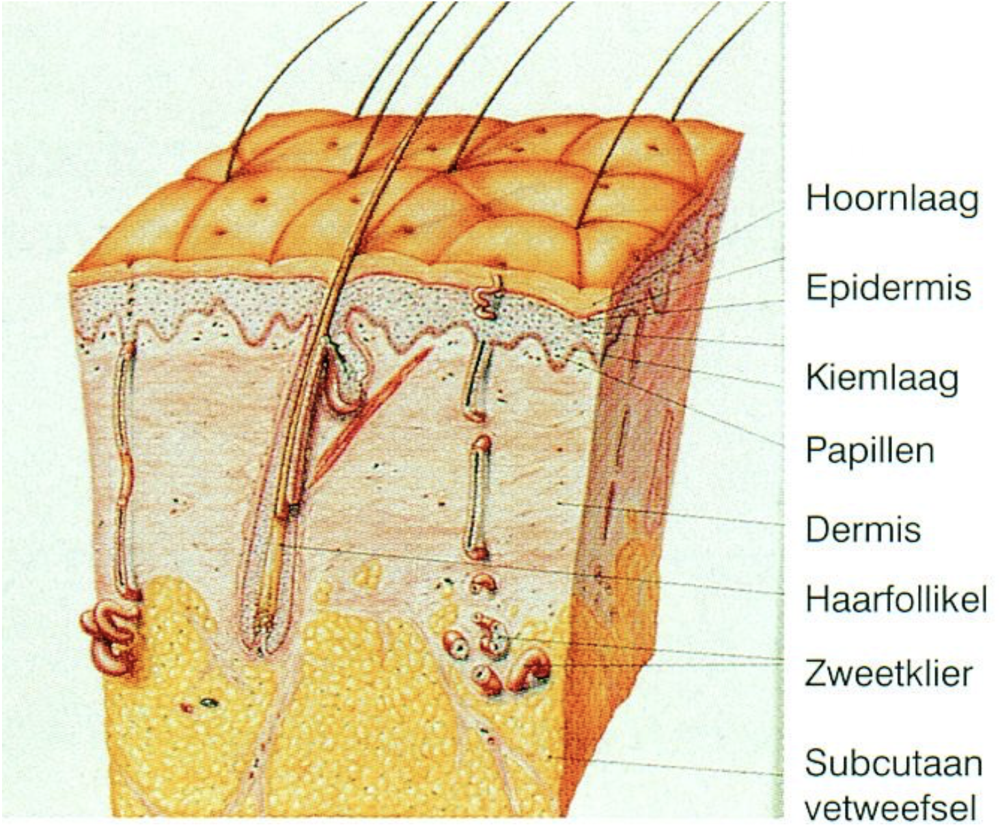 Hoornlaag
Epidermis
Kiemlaag
Papillen
Dermis
Haarfollikel
Zweetklier
Subcutaan
vetweefsel